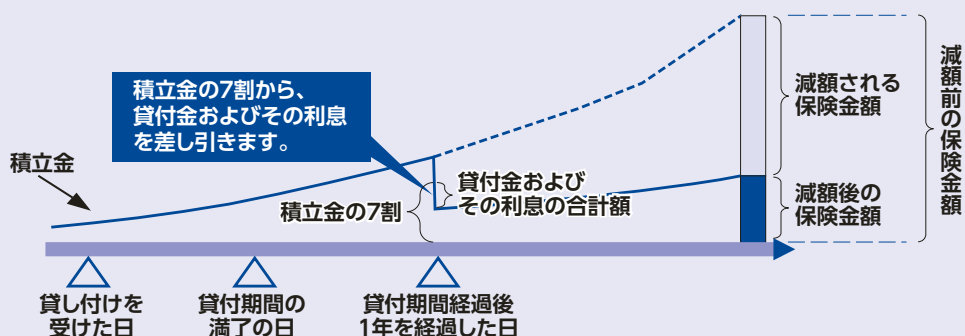 積立金の7割から、
貸付金およびその利息
を差し引きます。
積立金
積立金の7割
貸付金および
その利息の合計額
減額される
保険金額
減額後の
保険金額
減額前の保険金額
貸し付けを
受けた日
貸付期間の
満了の日
貸付期間経過後
1年を経過した日